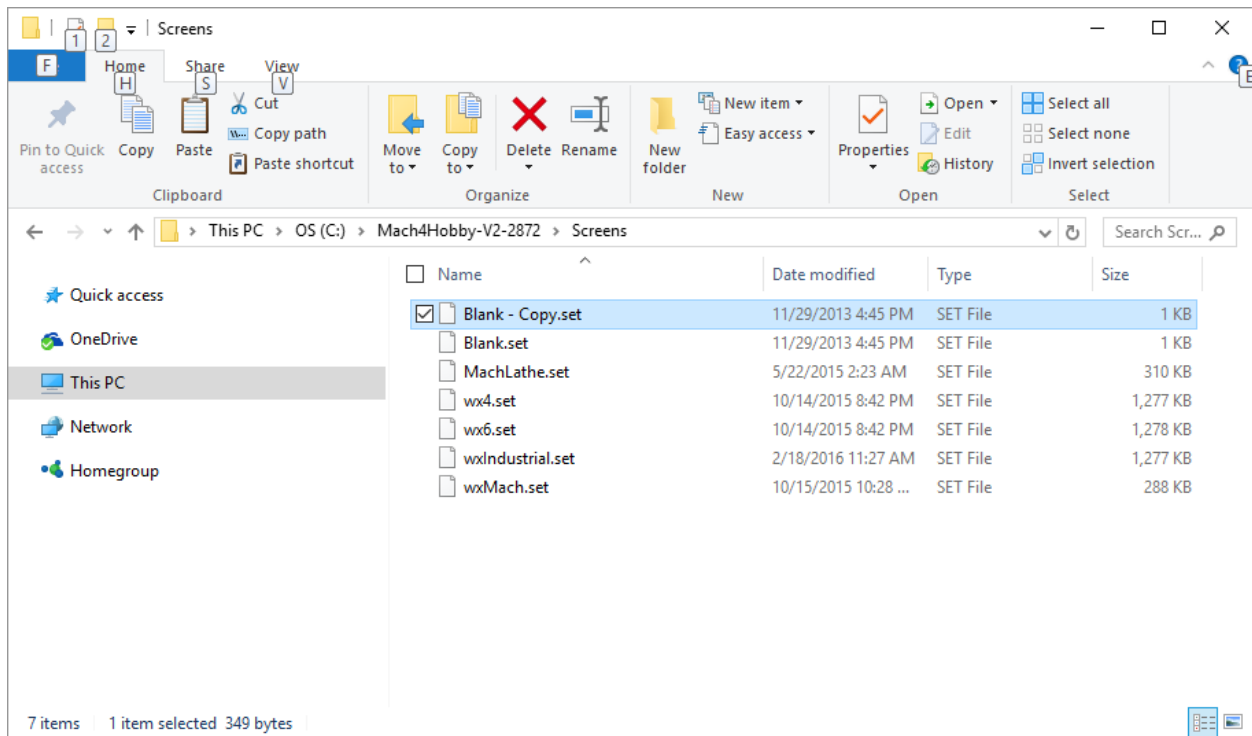 Screens
1 2
F Home Share View
H S V E
Pin to Quick access
Copy
Paste
Cut
Copy path
Paste shortcut
Clipboard
Move to
Copy to
Delete
Rename
Organize
New folder
New item
Easy access
New
Properties
Open
Edit
History
Open
Select all
Select none
Invert selection
Select
This PC > OS (C:) > Mach4Hobby-V2-2872 > Screens
Search Scr...
Quick access
OneDrive
This PC
Network
Homegroup
Name Date modified Type Size
Blank - Copy.set 11/29/2013 4:45 PM SET File 1 KB
Blank.set 11/29/2013 4:45 PM SET File 1 KB
MachLathe.set 5/22/2015 2:23 AM SET File 310 KB
wx4.set 10/14/2015 8:42 PM SET File 1,277 KB
wx6.set 10/14/2015 8:42 PM SET File 1,278 KB
wxIndustrial.set 2/18/2016 11:27 AM SET File 1,277 KB
wxMach.set 10/15/2015 10:28 ... SET File 288 KB
7 items 1 item selected 349 bytes